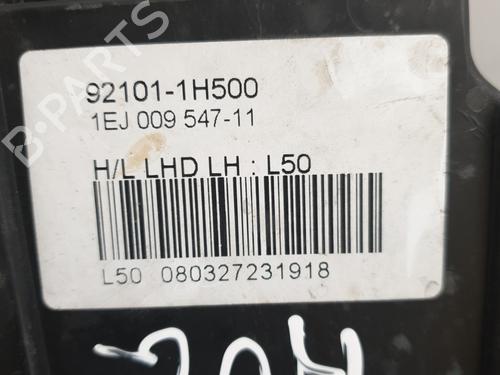 B-PARTS
92101-1H500
1EJ 009 547-11
H/L LHD LH : L50
L50 080327231918